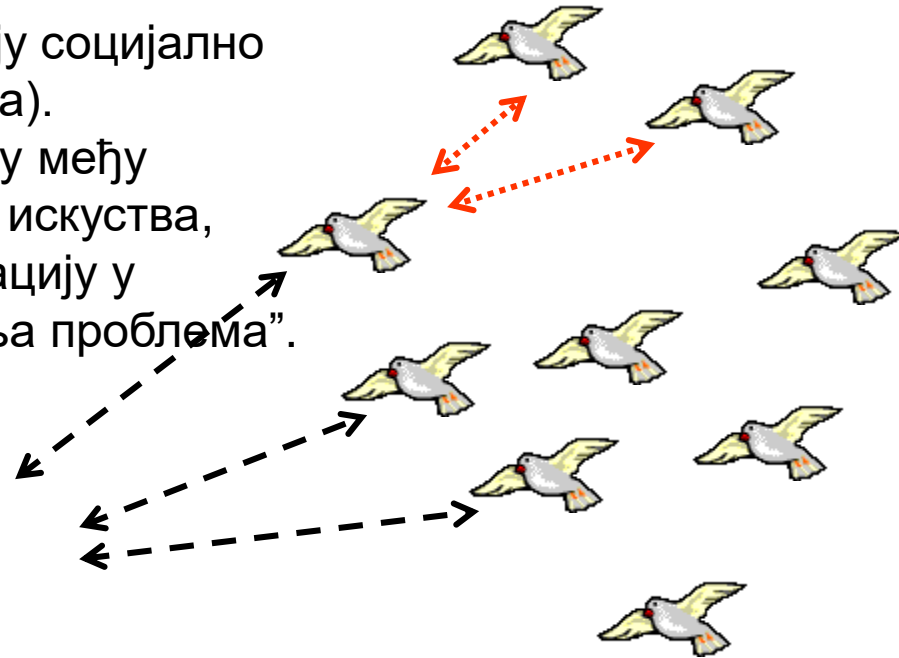 ју социјално
а).
у међу
искуства,
ацију у
ња проблема”.